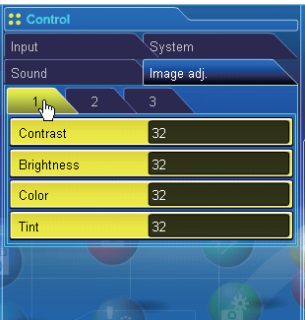 Control
Input System
Sound Image adj.
1 2 3
Contrast 32
Brightness 32
Color 32
Tint 32